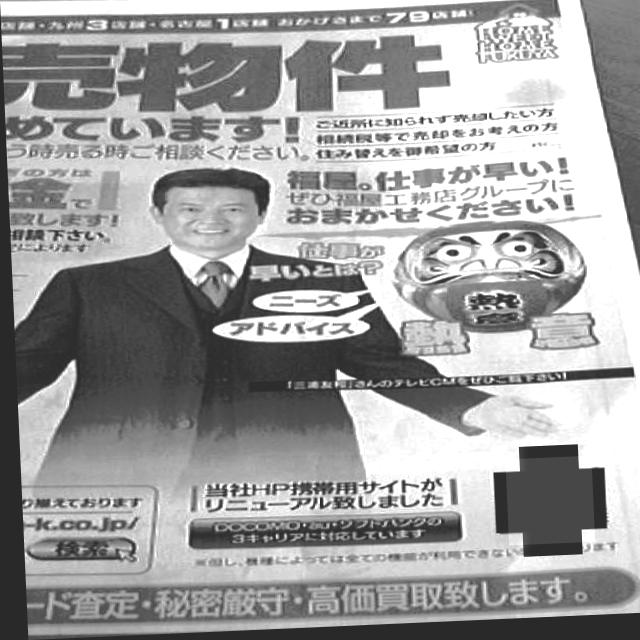 店舗・九州3店舗・名古屋1店舗 おかげさまで79店舗!
売物件
めています!
う時売る時ご相談ください。
ご近所に知られず売却したい方
相続税等で売却をお考えの方
住み替えを御希望の方
の方は
金で
致します!
相談下さい。
によります
福屋。仕事が早い!
ぜひ福屋工務店グループに
おまかせください!
仕事が
早いとは?
ニーズ
アドバイス
熱意
熱 意
「三浦友和」さんのテレビCMをぜひご覧下さい!
り揃えております
-k.co.jp/
検索
当社HP携帯用サイトが
リニューアル致しました
DOCOMO・au・ソフトバンクの
3キャリアに対応しています
※但し、機種によっては全ての機能が利用できない
ります
ード査定・秘密厳守・高価買取致します。